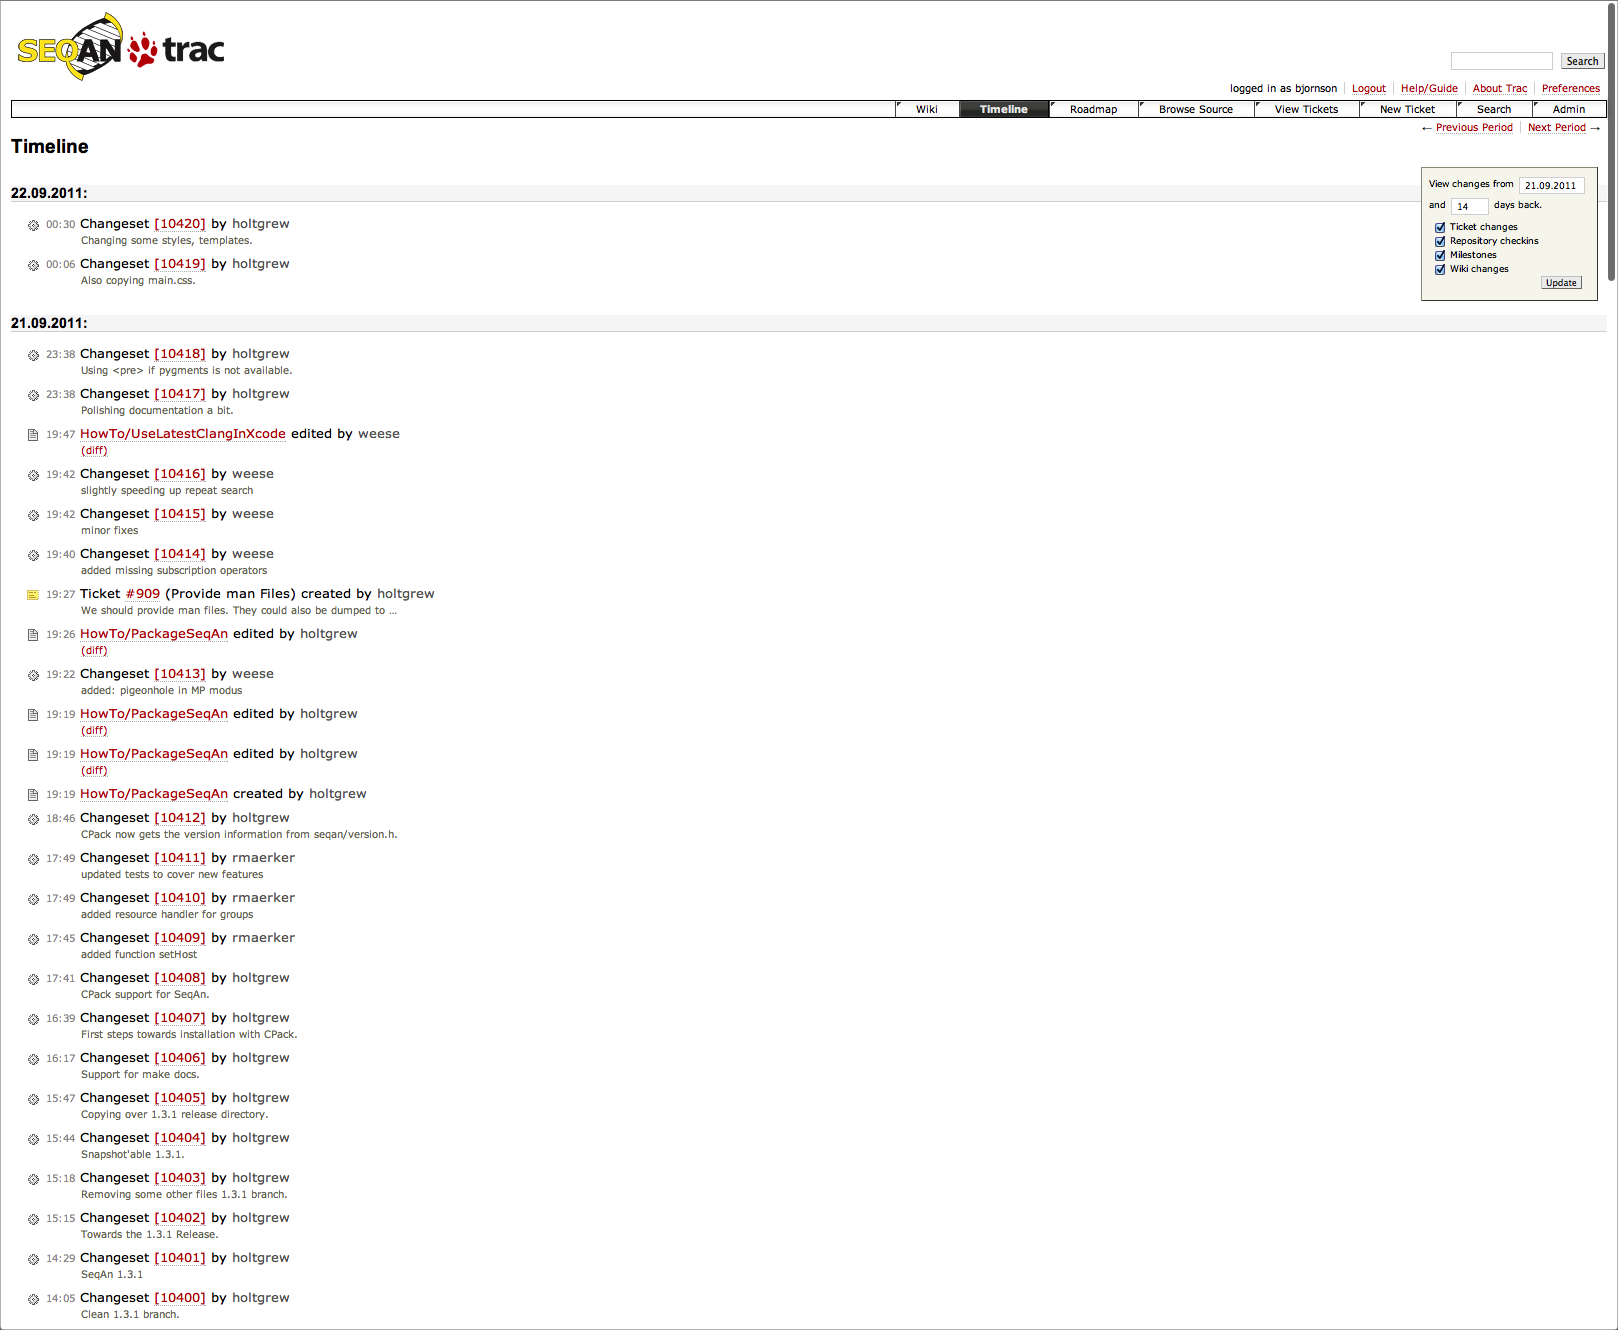 SEQAN trac
Search
logged in as bjornson Logout Help/Guide About Trac Preferences
Wiki Timeline Roadmap Browse Source View Tickets New Ticket Search Admin
← Previous Period Next Period →
Timeline
View changes from 21.09.2011
and 14 days back.
Ticket changes
Repository checkins
Milestones
Wiki changes
Update
22.09.2011:
00:30 Changeset [10420] by holtgrew
Changing some styles, templates.
00:06 Changeset [10419] by holtgrew
Also copying main.css.
21.09.2011:
23:38 Changeset [10418] by holtgrew
Using <pre> if pygments is not available.
23:38 Changeset [10417] by holtgrew
Polishing documentation a bit.
19:47 HowTo/UseLatestClangInXcode edited by weese
(diff)
19:42 Changeset [10416] by weese
slightly speeding up repeat search
19:42 Changeset [10415] by weese
minor fixes
19:40 Changeset [10414] by weese
added missing subscription operators
19:27 Ticket #909 (Provide man Files) created by holtgrew
We should provide man files. They could also be dumped to ...
19:26 HowTo/PackageSeqAn edited by holtgrew
(diff)
19:22 Changeset [10413] by weese
added: pigeonhole in MP modus
19:19 HowTo/PackageSeqAn edited by holtgrew
(diff)
19:19 HowTo/PackageSeqAn edited by holtgrew
(diff)
19:19 HowTo/PackageSeqAn created by holtgrew
18:46 Changeset [10412] by holtgrew
CPack now gets the version information from seqan/version.h.
17:49 Changeset [10411] by rmaerker
updated tests to cover new features
17:49 Changeset [10410] by rmaerker
added resource handler for groups
17:45 Changeset [10409] by rmaerker
added function setHost
17:41 Changeset [10408] by holtgrew
CPack support for SeqAn.
16:39 Changeset [10407] by holtgrew
First steps towards installation with CPack.
16:17 Changeset [10406] by holtgrew
Support for make docs.
15:47 Changeset [10405] by holtgrew
Copying over 1.3.1 release directory.
15:44 Changeset [10404] by holtgrew
Snapshot'able 1.3.1.
15:18 Changeset [10403] by holtgrew
Removing some other files 1.3.1 branch.
15:15 Changeset [10402] by holtgrew
Towards the 1.3.1 Release.
14:29 Changeset [10401] by holtgrew
SeqAn 1.3.1
14:05 Changeset [10400] by holtgrew
Clean 1.3.1 branch.